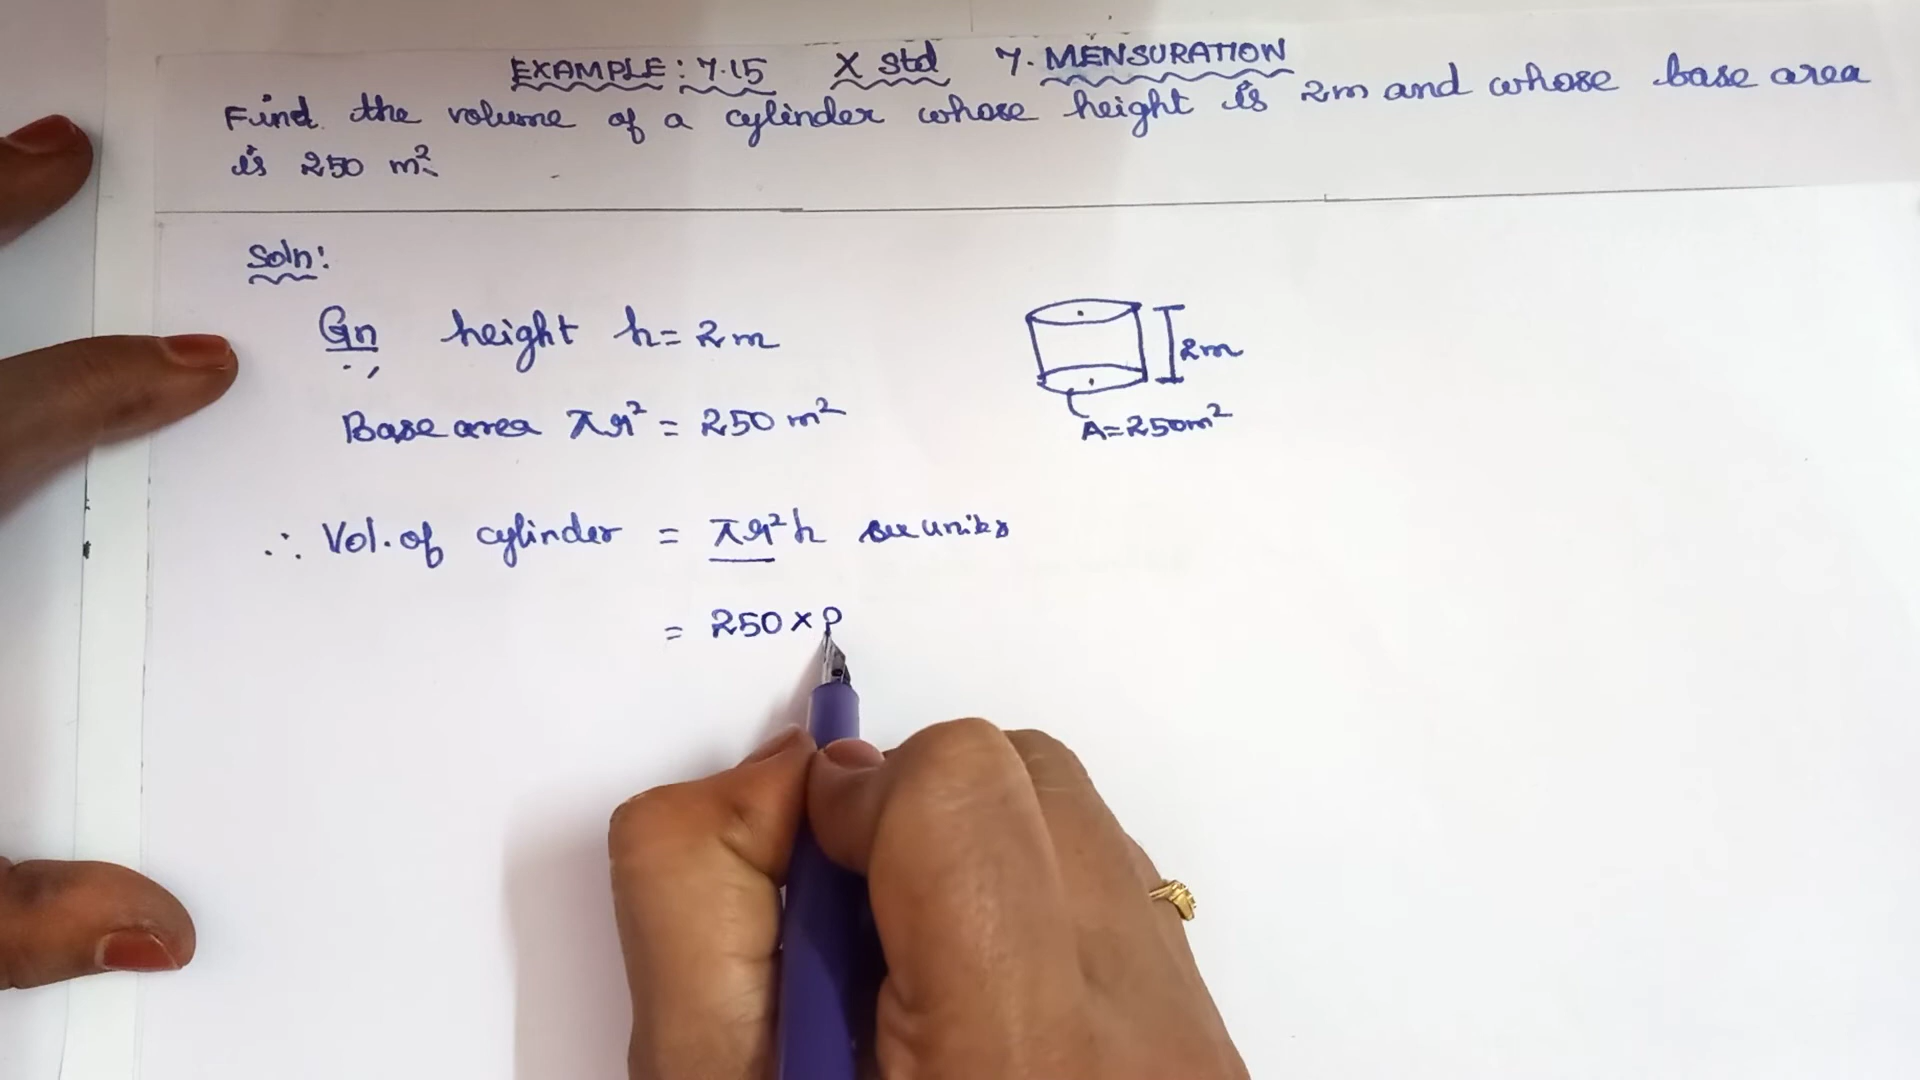 EXAMPLE: 7.15 X Std 7. MENSURATION
Find the volume of a cylinder whose height is 2m and whose base area
is 250 m².
Soln:
Gn height h = 2m
2m
Base area πr² = 250 m²
A=250m²
∴ Vol. of cylinder = πr²h cu units
= 250 ×